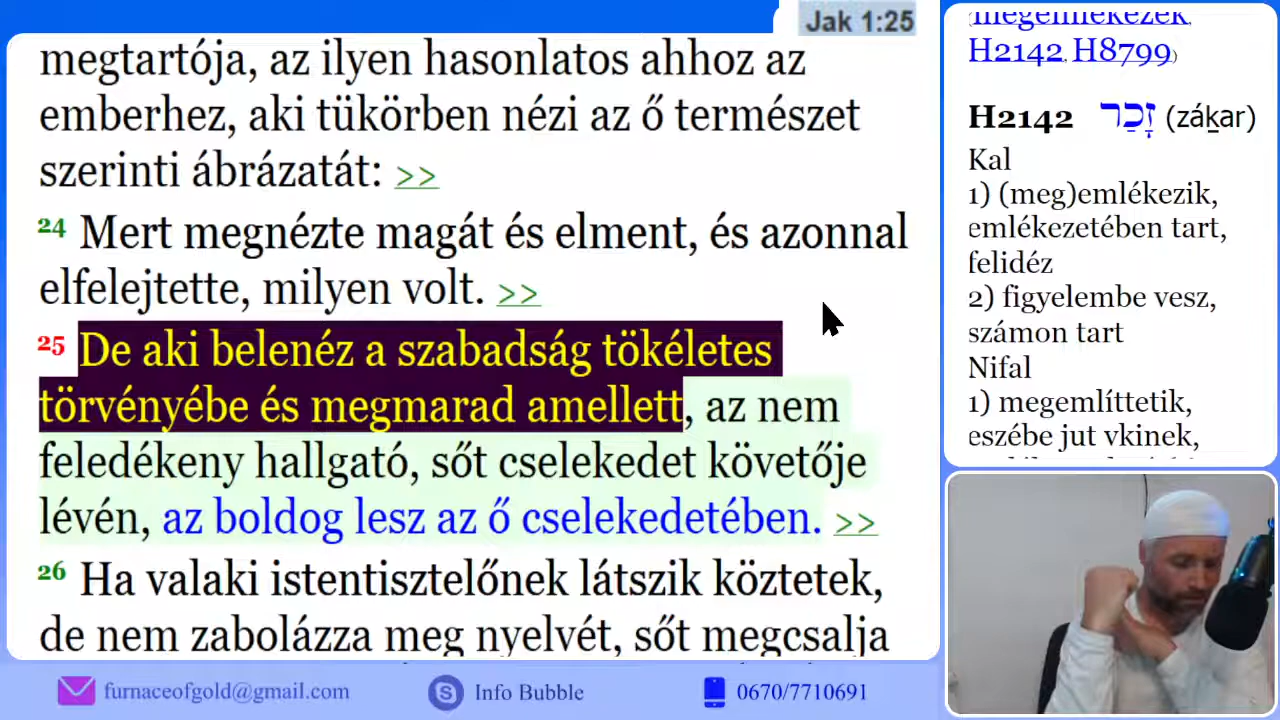 Jak 1:25
megtartója, az ilyen hasonlatos ahhoz az
emberhez, aki tükörben nézi az ő természet
szerinti ábrázatát: >>
24 Mert megnézte magát és elment, és azonnal
elfelejtette, milyen volt. >>
25 De aki belenéz a szabadság tökéletes
törvényébe és megmarad amellett, az nem
feledékeny hallgató, sőt cselekedet követője
lévén, az boldog lesz az ő cselekedetében. >>
26 Ha valaki istentisztelőnek látszik köztetek,
de nem zabolázza meg nyelvét, sőt megcsalja
(megemlékezék,
H2142, H8799)
H2142 זָכַר (záḵar)
Kal
1) (meg)emlékezik,
emlékezetében tart,
felidéz
2) figyelembe vesz,
számon tart
Nifal
1) megemlíttetik,
eszébe jut vkinek,
furnaceofgold@gmail.com
Info Bubble
0670/7710691